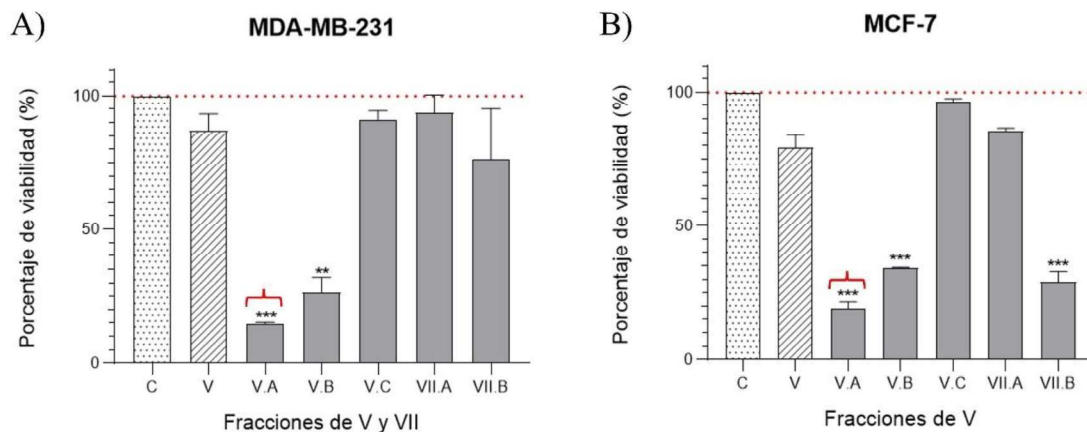 A)
MDA-MB-231
Porcentaje de viabilidad (%)
100
50
0
***
**
C V V.A V.B V.C VII.A VII.B
Fracciones de V y VII
B)
MCF-7
Porcentaje de viabilidad (%)
100
50
0
***
***
***
C V V.A V.B V.C VII.A VII.B
Fracciones de V